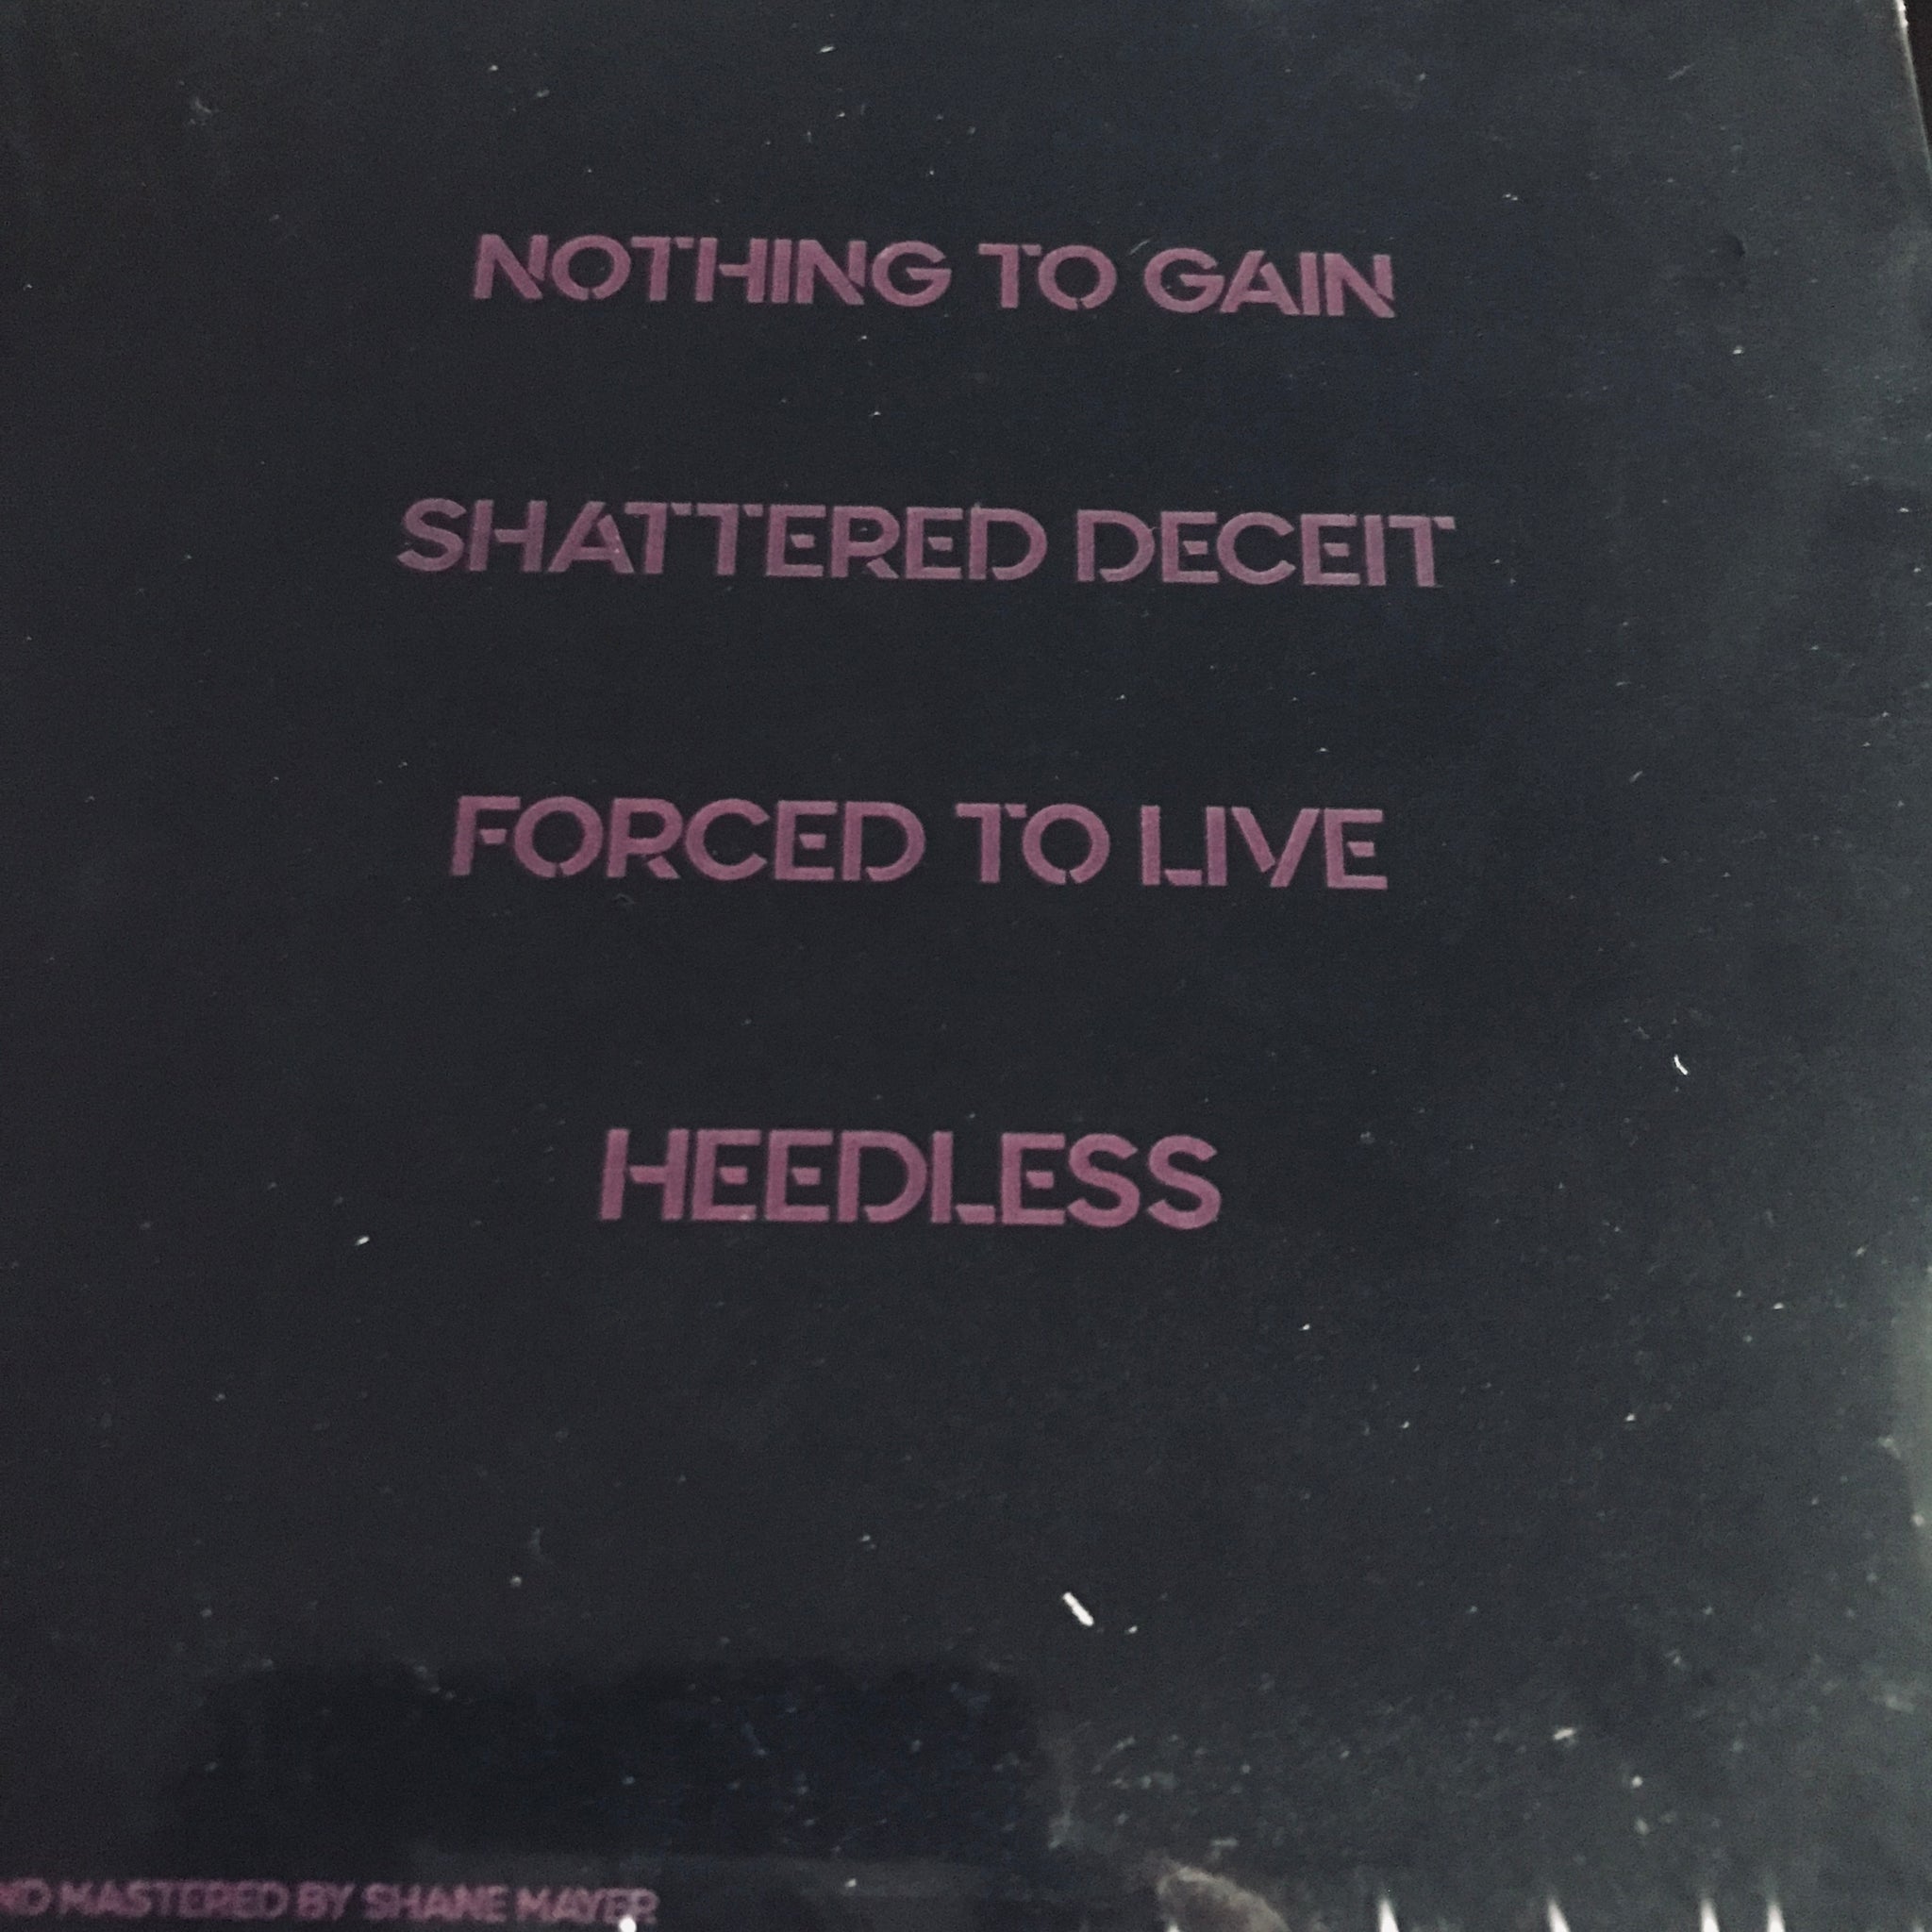 NOTHING TO GAIN
SHATTERED DECEIT
FORCED TO LIVE
HEEDLESS
MASTERED BY SHANE MAYER